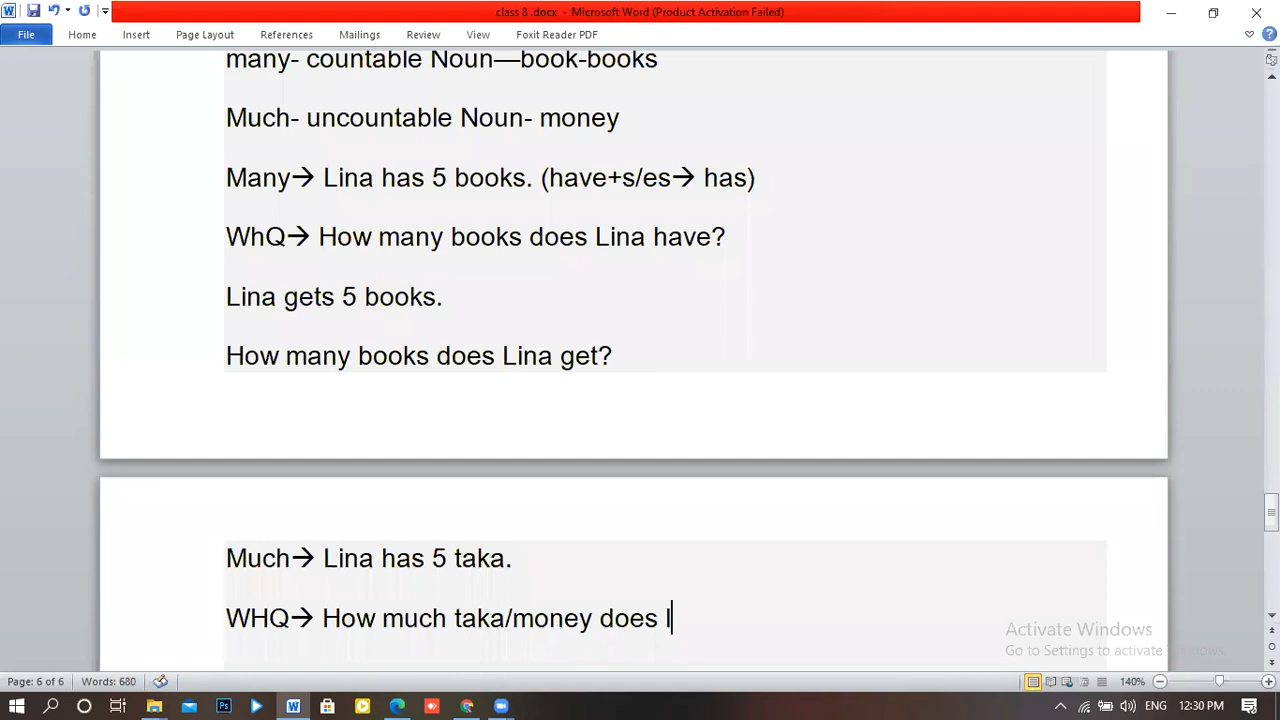 class 8 .docx - Microsoft Word (Product Activation Failed)
File Home Insert Page Layout References Mailings Review View Foxit Reader PDF
many- countable Noun—book-books
Much- uncountable Noun- money
Many→ Lina has 5 books. (have+s/es→ has)
WhQ→ How many books does Lina have?
Lina gets 5 books.
How many books does Lina get?
Much→ Lina has 5 taka.
WHQ→ How much taka/money does l
Activate Windows
Go to Settings to activate Windows.
Page: 6 of 6 Words: 680 140%
ENG 12:30 PM